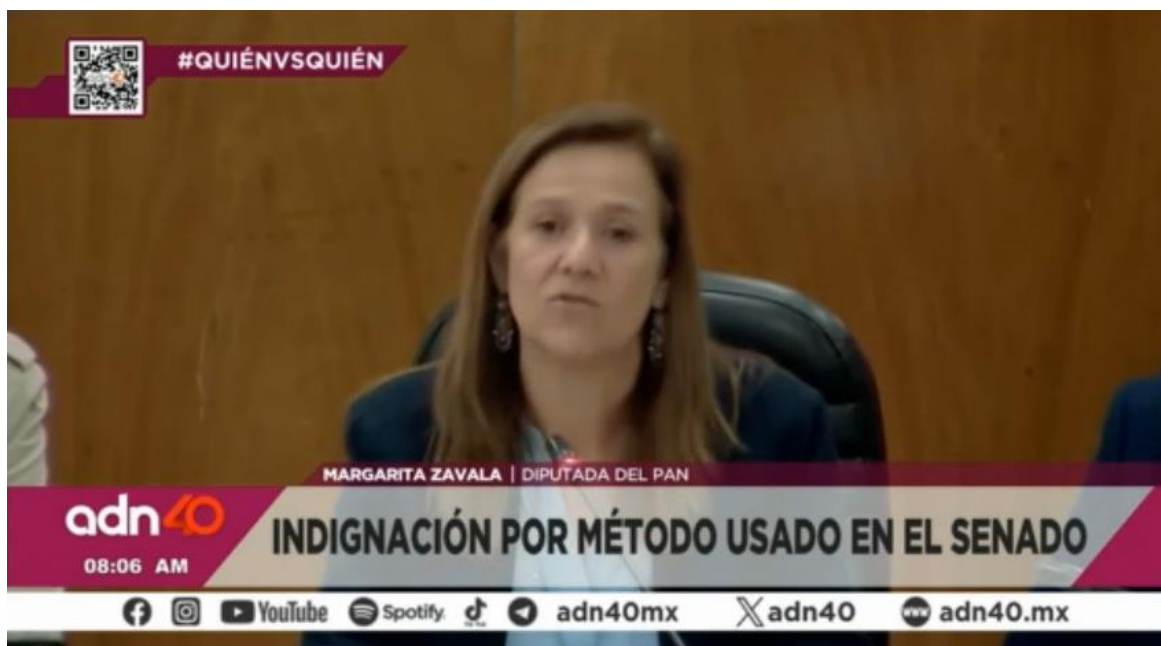 #QUIÉNVSQUIÉN
MARGARITA ZAVALA | DIPUTADA DEL PAN
adn40
INDIGNACIÓN POR MÉTODO USADO EN EL SENADO
08:06 AM
YouTube Spotify adn40mx X adn40 adn40.mx